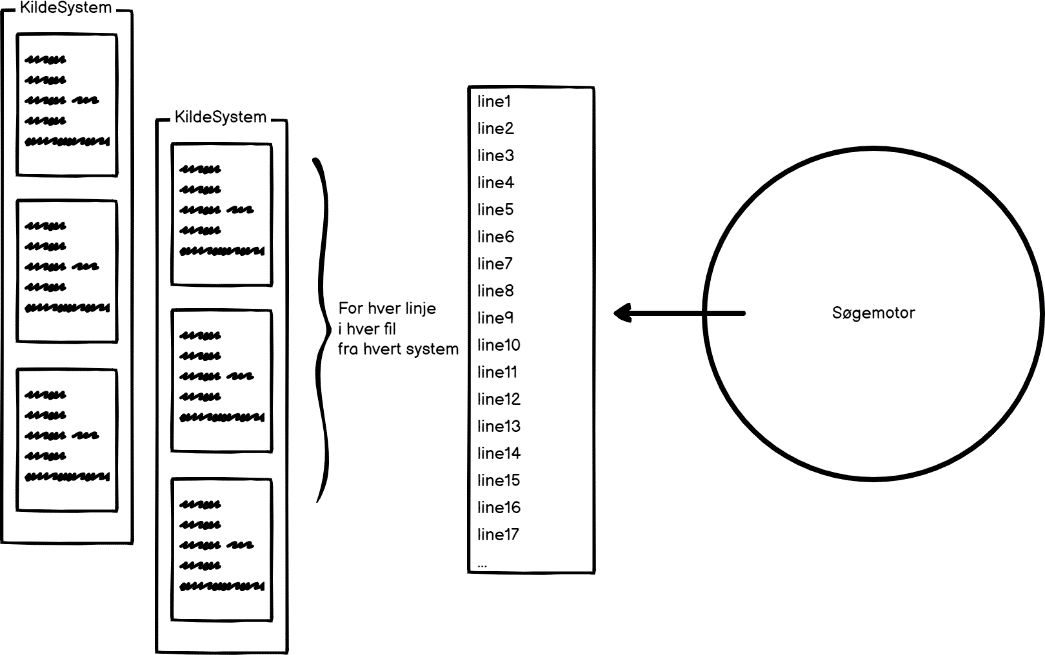 KildeSystem
KildeSystem
For hver linje
i hver fil
fra hvert system
line1
line2
line3
line4
line5
line6
line7
line8
line9
line10
line11
line12
line13
line14
line15
line16
line17
...
Søgemotor